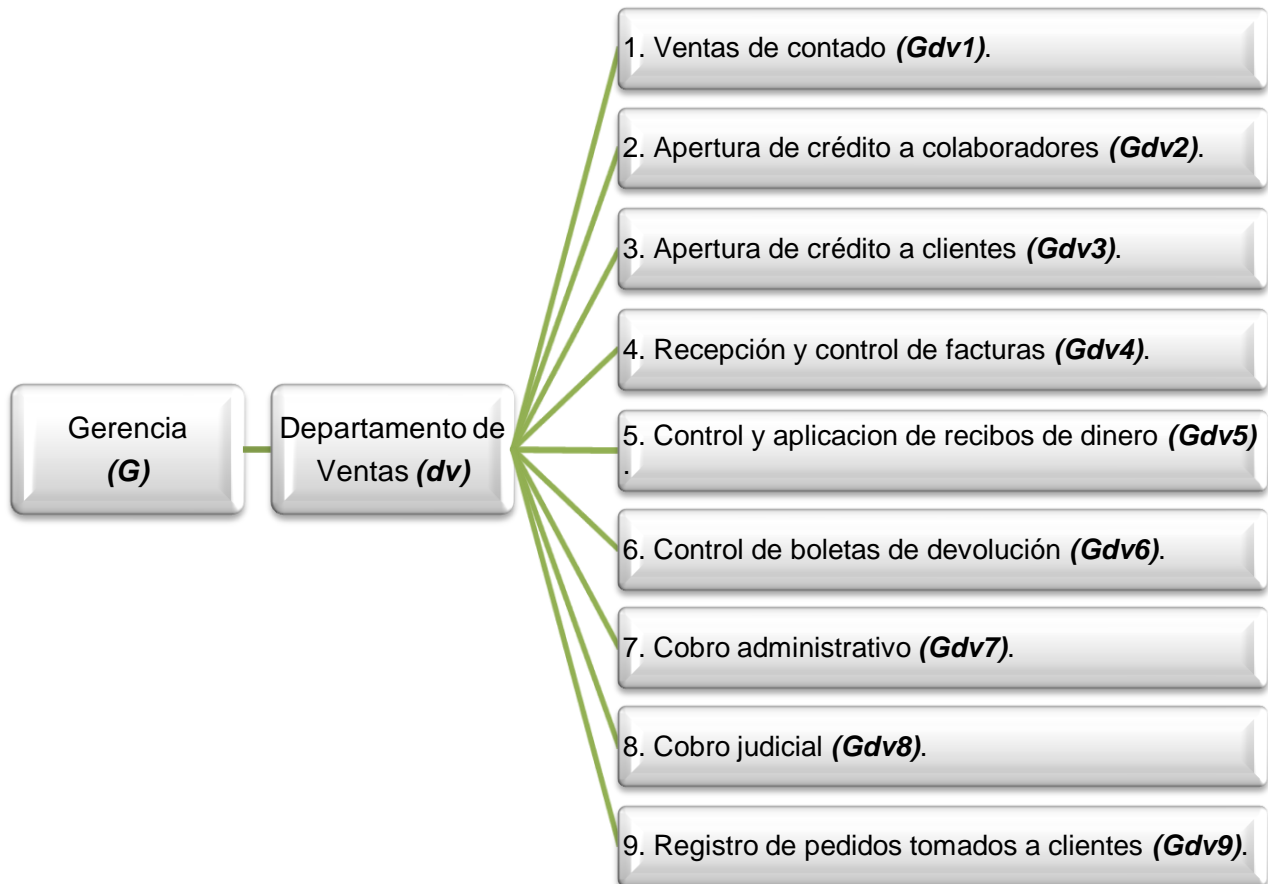 1. Ventas de contado (Gdv1).
2. Apertura de crédito a colaboradores (Gdv2).
3. Apertura de crédito a clientes (Gdv3).
4. Recepción y control de facturas (Gdv4).
Gerencia
(G)
Departamento de
Ventas (dv)
5. Control y aplicacion de recibos de dinero (Gdv5)
.
6. Control de boletas de devolución (Gdv6).
7. Cobro administrativo (Gdv7).
8. Cobro judicial (Gdv8).
9. Registro de pedidos tomados a clientes (Gdv9).